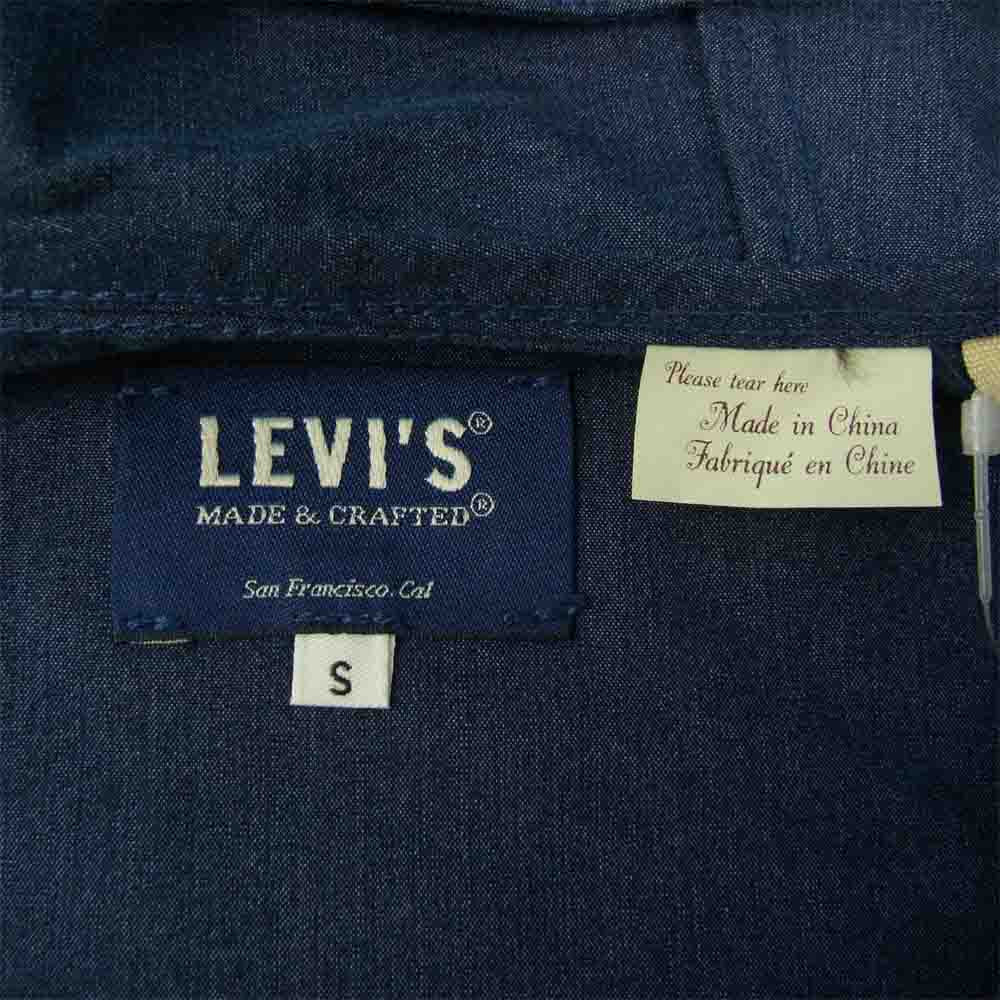 LEVI'S®
MADE & CRAFTED®
San Francisco. Cal
S
Please tear here
Made in China
Fabriqué en Chine